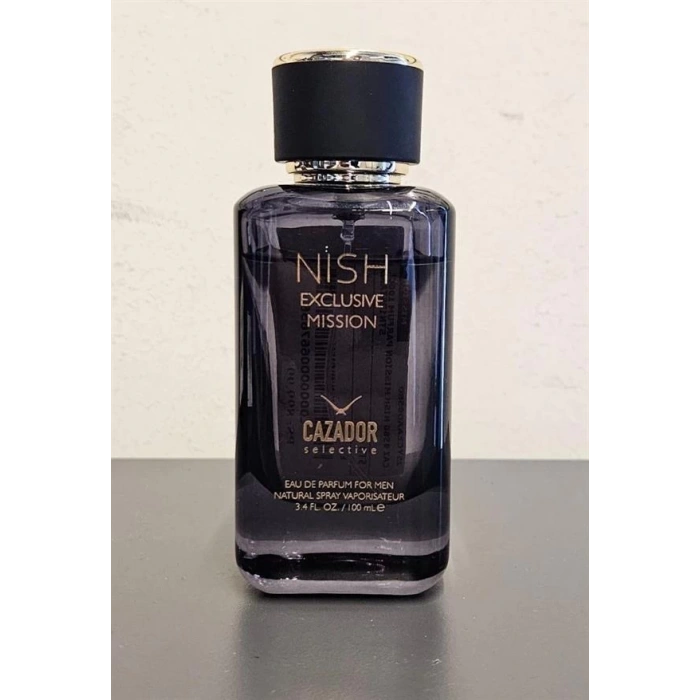 NiSH
EXCLUSIVE
MISSION
CAZADOR
selective
EAU DE PARFUM FOR MEN
NATURAL SPRAY VAPORISATEUR
3.4 FL. OZ. / 100 mL ℮